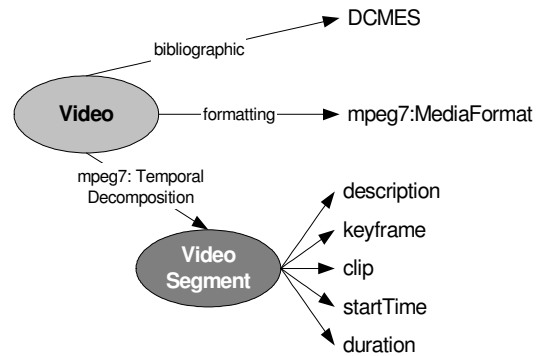 DCMES
bibliographic
Video
formatting
mpeg7:MediaFormat
mpeg7: Temporal
Decomposition
description
keyframe
Video
Segment
clip
startTime
duration